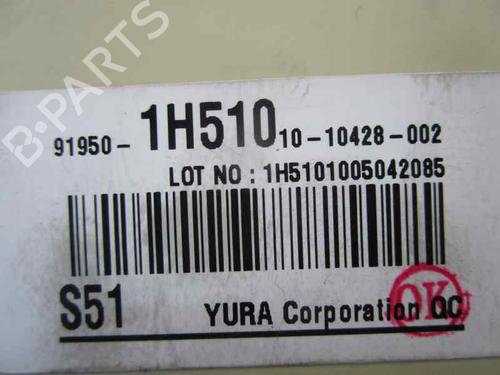 B-PARTS
91950- 1H510 10-10428-002
LOT NO : 1H5101005042085
S51 YURA Corporation QC
OK